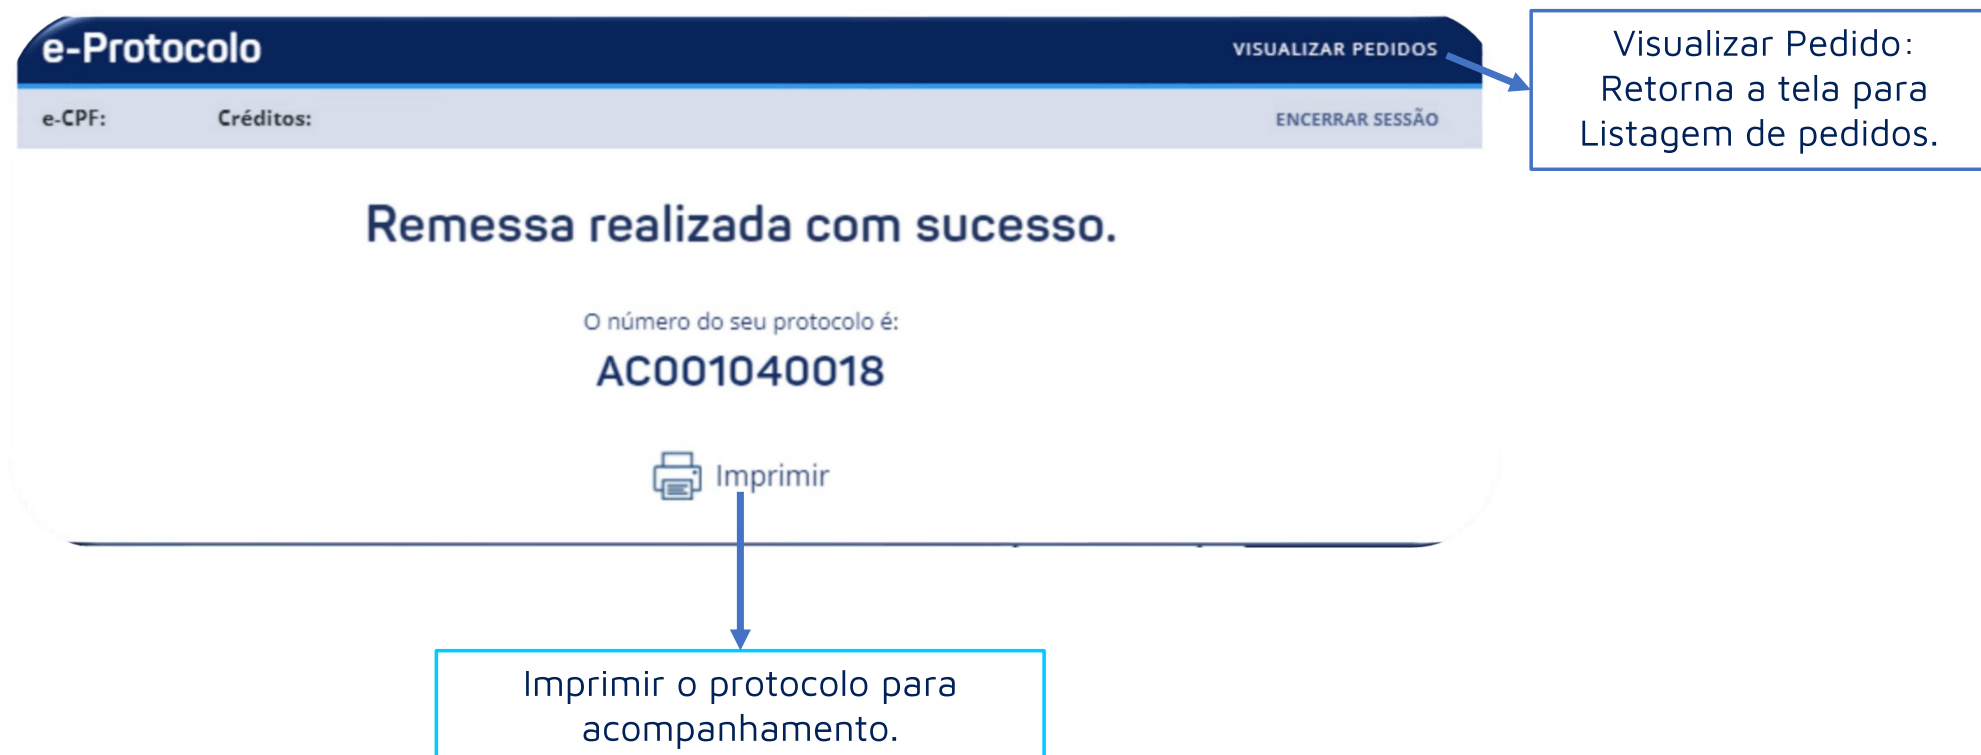 e-Protocolo
VISUALIZAR PEDIDOS
e-CPF:
Créditos:
ENCERRAR SESSÃO
Visualizar Pedido:
Retorna a tela para
Listagem de pedidos.
Remessa realizada com sucesso.
O número do seu protocolo é:
AC001040018
Imprimir
Imprimir o protocolo para
acompanhamento.